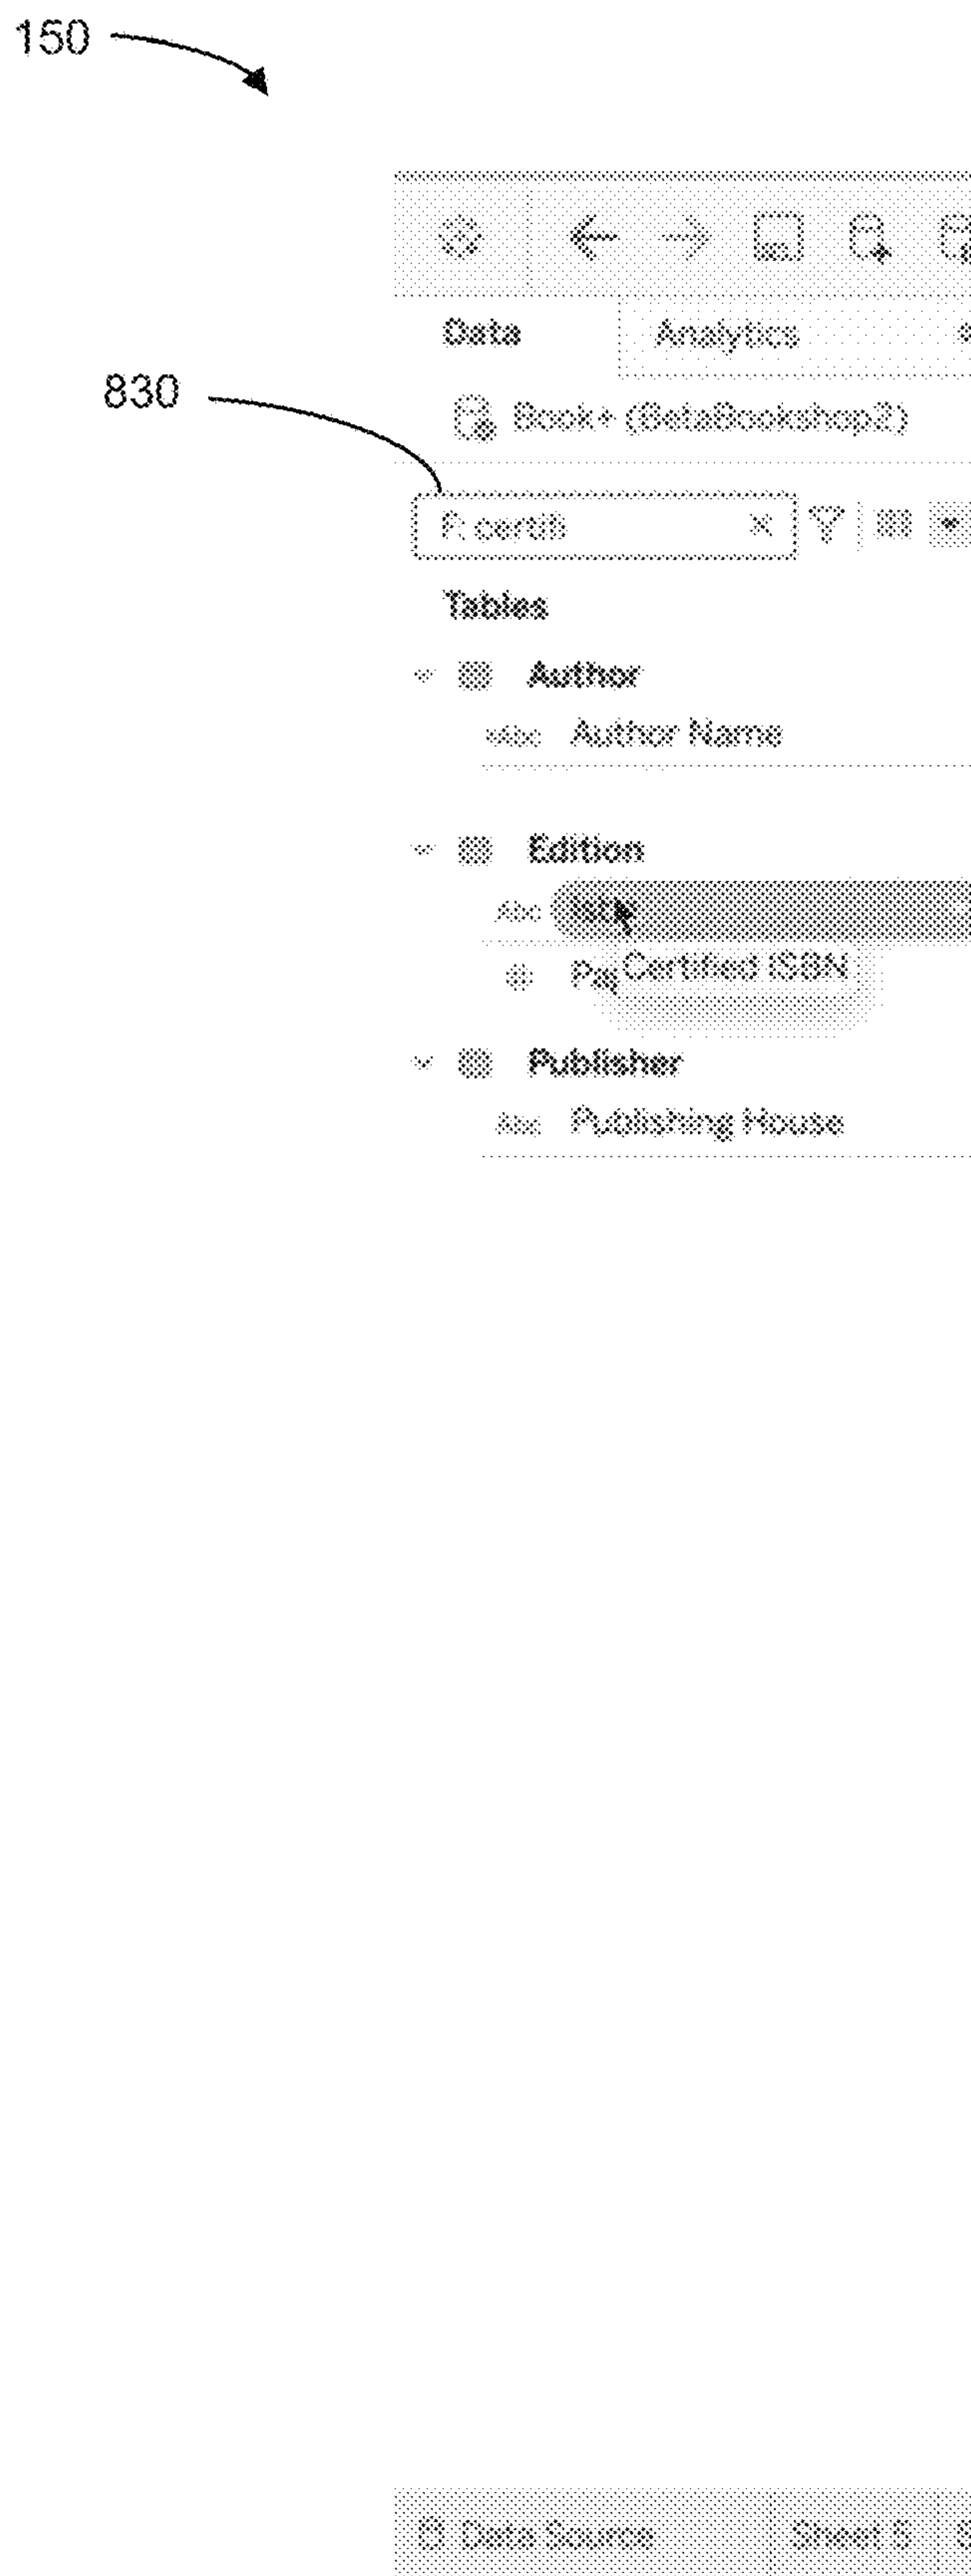 150
Data Analytics
830
Book+ (BetaBookshop2)
F: certifi
Tables
Author
Abc Author Name
Edition
Abc
Certified ISBN
Publisher
Abc Publishing House
Data Source Sheet 5